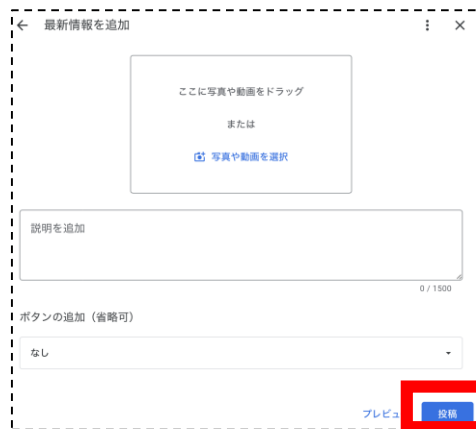 最新情報を追加
ここに写真や動画をドラッグ
または
写真や動画を選択
説明を追加
0 / 1500
ボタンの追加（省略可）
なし
プレビュ
投稿